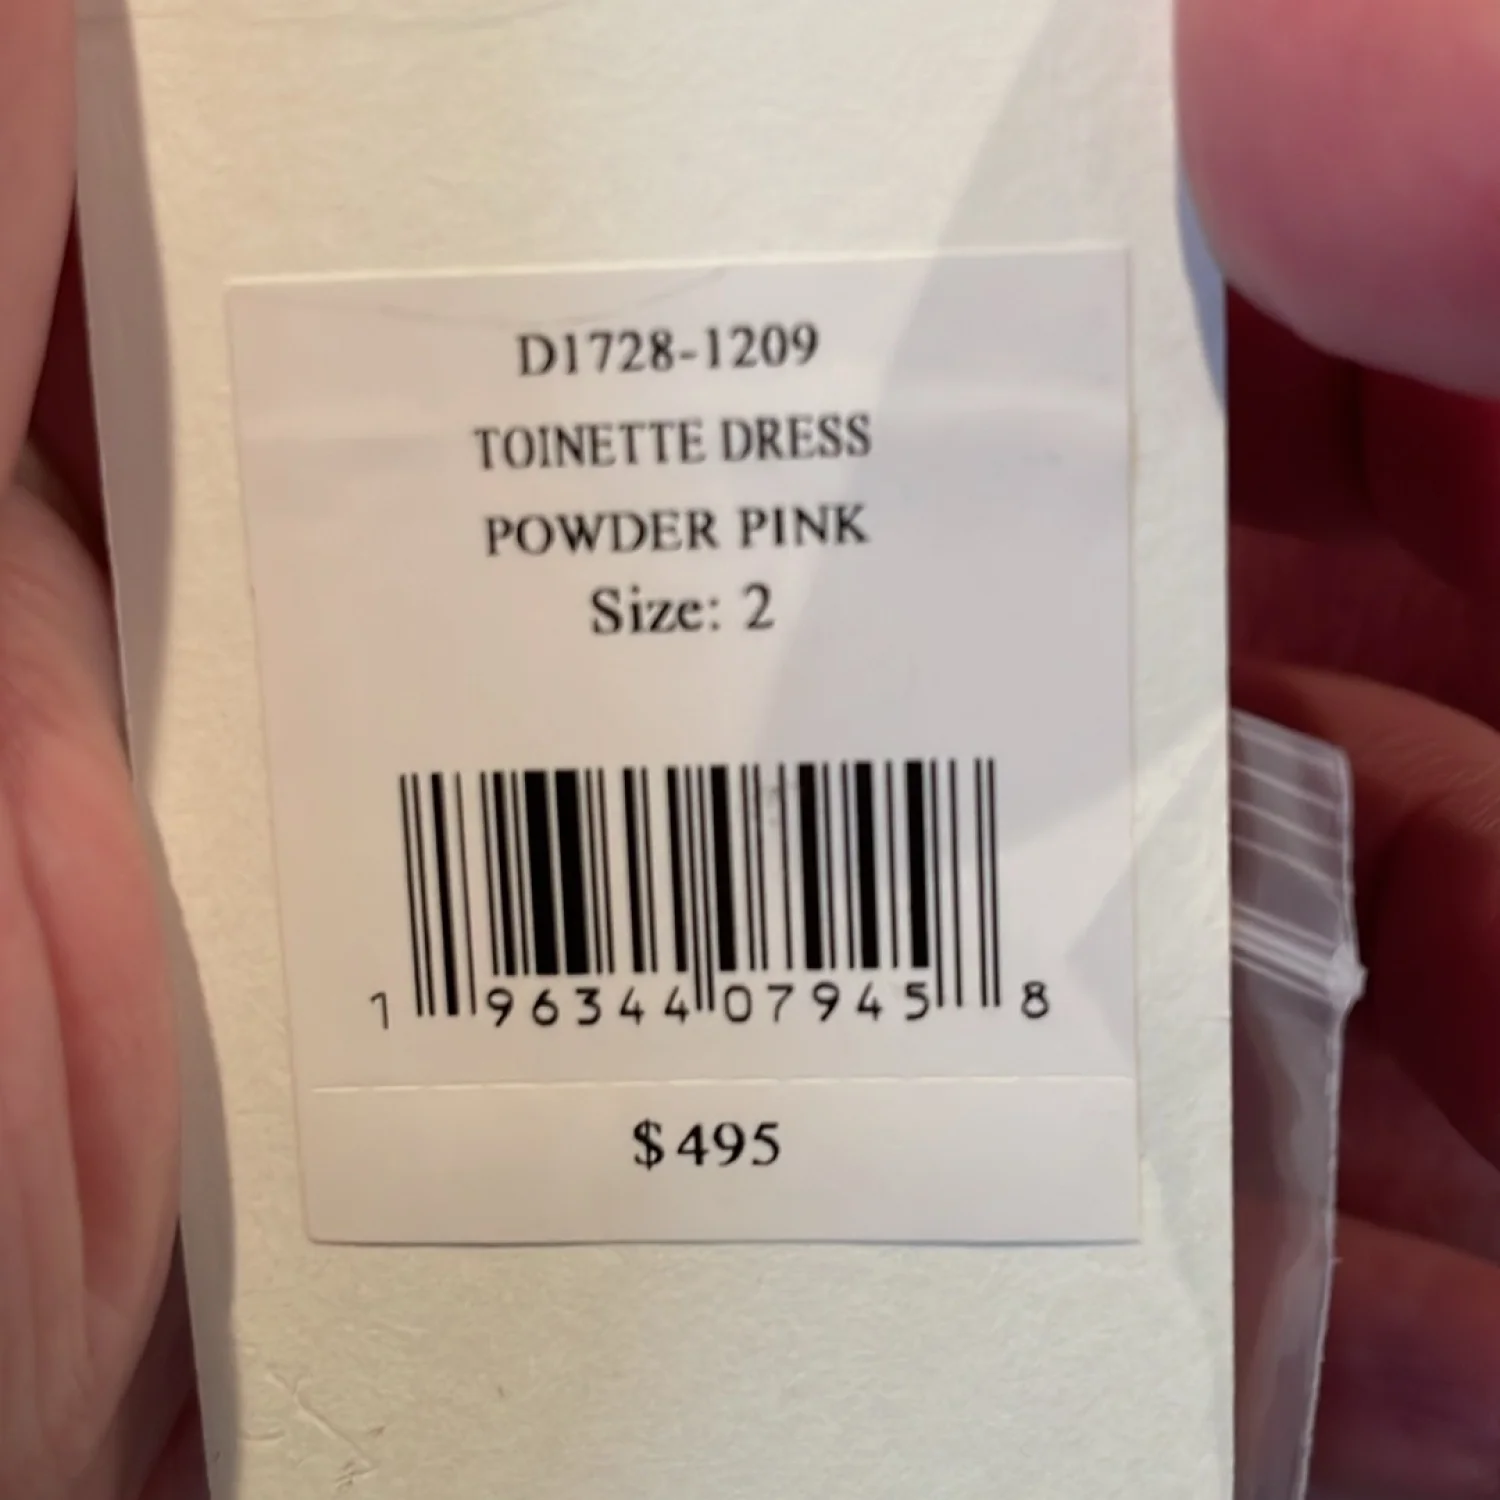 D1728-1209
TOINETTE DRESS
POWDER PINK
Size: 2
1 96344 07945 8
$495